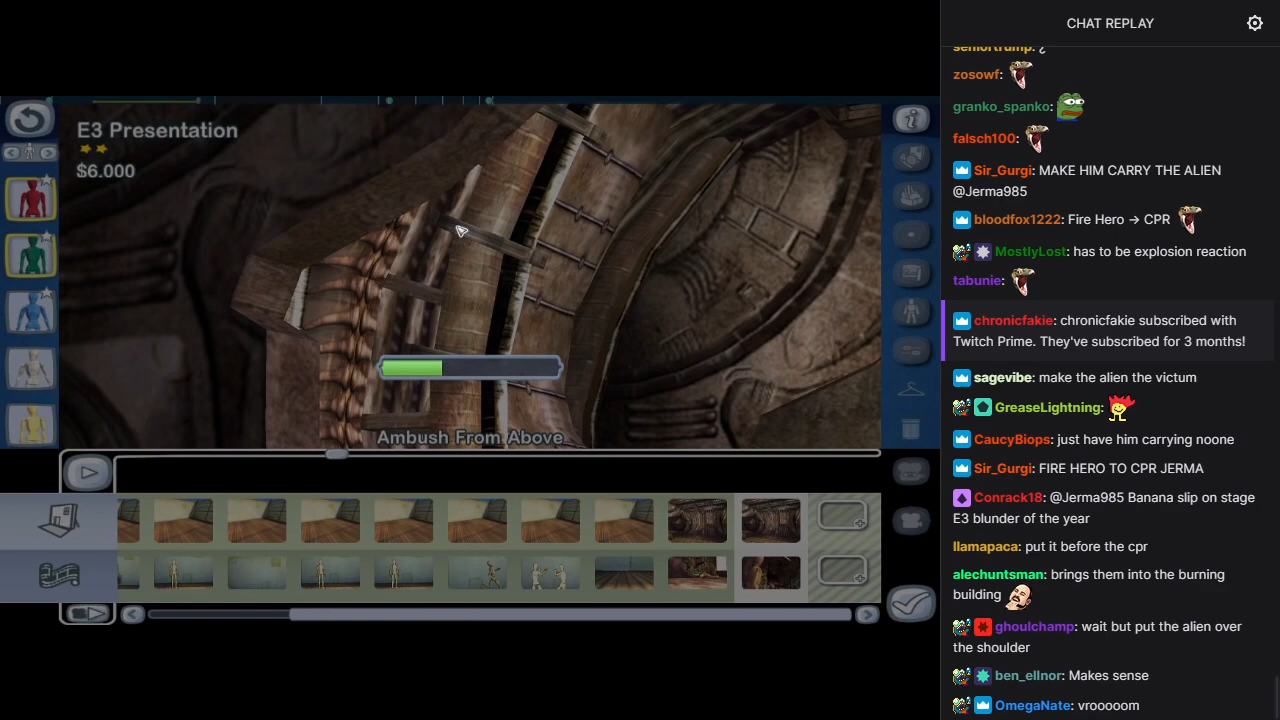 E3 Presentation
$6.000
Ambush From Above
CHAT REPLAY
seniortrump: ¿
zosowf:
granko_spanko:
falsch100:
Sir_Gurgi: MAKE HIM CARRY THE ALIEN
@Jerma985
bloodfox1222: Fire Hero -> CPR
MostlyLost: has to be explosion reaction
tabunie:
chronicfakie: chronicfakie subscribed with
Twitch Prime. They've subscribed for 3 months!
sagevibe: make the alien the victum
GreaseLightning:
CaucyBiops: just have him carrying noone
Sir_Gurgi: FIRE HERO TO CPR JERMA
Conrack18: @Jerma985 Banana slip on stage
E3 blunder of the year
llamapaca: put it before the cpr
alechuntsman: brings them into the burning
building
ghoulchamp: wait but put the alien over
the shoulder
ben_ellnor: Makes sense
OmegaNate: vrooooom